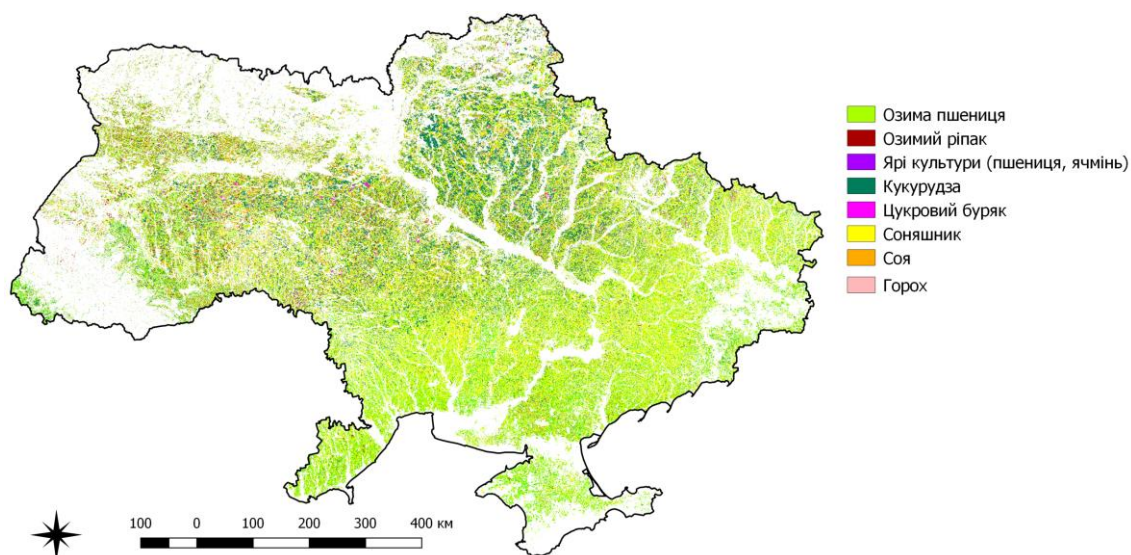 Озима пшениця
Озимий ріпак
Ярі культури (пшениця, ячмінь)
Кукурудза
Цукровий буряк
Соняшник
Соя
Горох
100 0 100 200 300 400 км